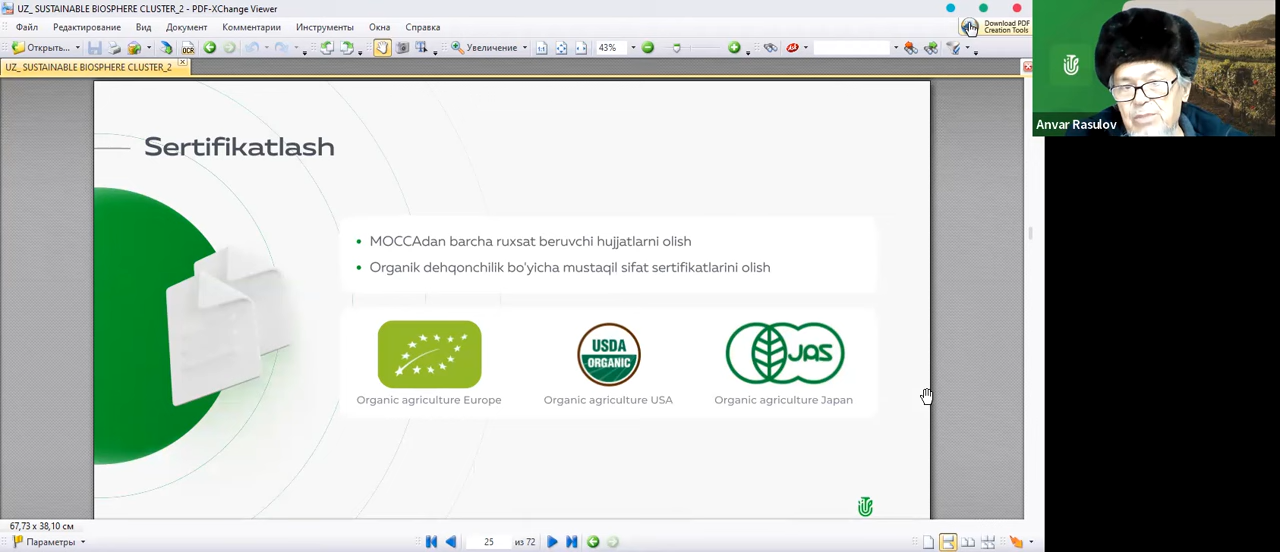 UZ_ SUSTAINABLE BIOSPHERE CLUSTER_2 - PDF-XChange Viewer
Файл Редактирование Вид Документ Комментарии Инструменты Окна Справка
Download PDF
Creation Tools
Открыть... OCR Увеличение 43%
UZ_ SUSTAINABLE BIOSPHERE CLUSTER_2
Anvar Rasulov
Sertifikatlash
• MOCCAdan barcha ruxsat beruvchi hujjatlarni olish
• Organik dehqonchilik bo'yicha mustaqil sifat sertifikatlarini olish
USDA
ORGANIC
JAS
Organic agriculture Europe Organic agriculture USA Organic agriculture Japan
67,73 x 38,10 см
Параметры 25 из 72